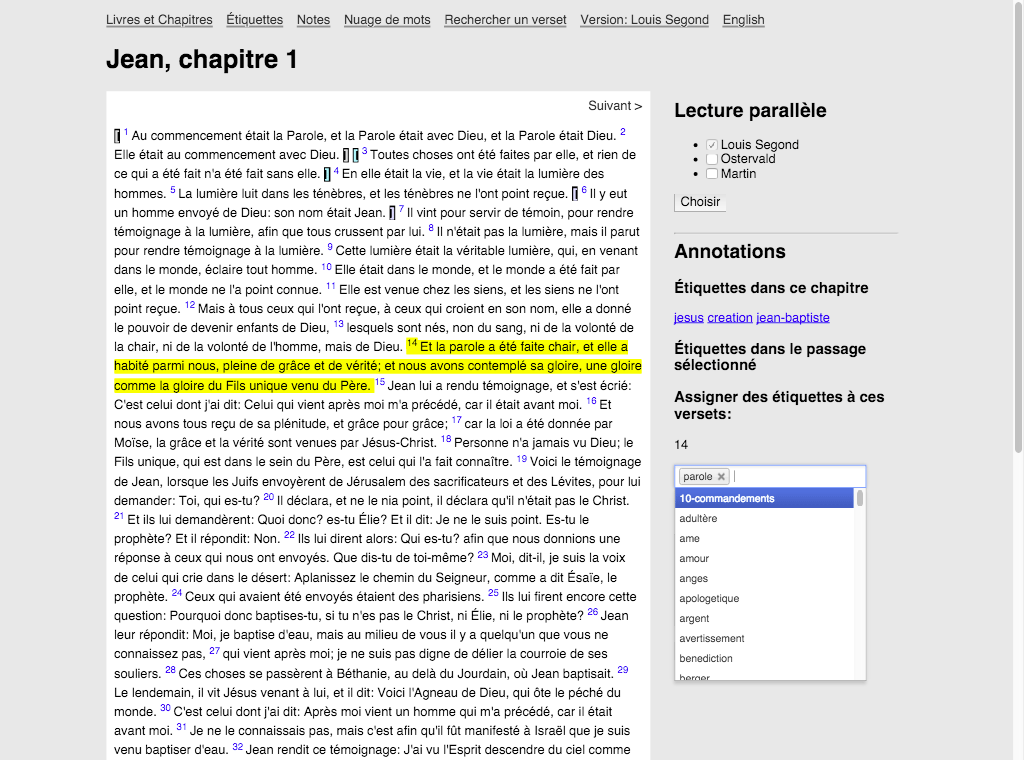 Livres et Chapitres Étiquettes Notes Nuage de mots Rechercher un verset Version: Louis Segond English
Jean, chapitre 1
Suivant >
1 Au commencement était la Parole, et la Parole était avec Dieu, et la Parole était Dieu. 2
Elle était au commencement avec Dieu. 3 Toutes choses ont été faites par elle, et rien de
ce qui a été fait n'a été fait sans elle. 4 En elle était la vie, et la vie était la lumière des
hommes. 5 La lumière luit dans les ténèbres, et les ténèbres ne l'ont point reçue. 6 Il y eut
un homme envoyé de Dieu: son nom était Jean. 7 Il vint pour servir de témoin, pour rendre
témoignage à la lumière, afin que tous crussent par lui. 8 Il n'était pas la lumière, mais il parut
pour rendre témoignage à la lumière. 9 Cette lumière était la véritable lumière, qui, en venant
dans le monde, éclaire tout homme. 10 Elle était dans le monde, et le monde a été fait par
elle, et le monde ne l'a point connue. 11 Elle est venue chez les siens, et les siens ne l'ont
point reçue. 12 Mais à tous ceux qui l'ont reçue, à ceux qui croient en son nom, elle a donné
le pouvoir de devenir enfants de Dieu, 13 lesquels sont nés, non du sang, ni de la volonté de
la chair, ni de la volonté de l'homme, mais de Dieu. 14 Et la parole a été faite chair, et elle a
habité parmi nous, pleine de grâce et de vérité; et nous avons contemplé sa gloire, une gloire
comme la gloire du Fils unique venu du Père. 15 Jean lui a rendu témoignage, et s'est écrié:
C'est celui dont j'ai dit: Celui qui vient après moi m'a précédé, car il était avant moi. 16 Et
nous avons tous reçu de sa plénitude, et grâce pour grâce; 17 car la loi a été donnée par
Moïse, la grâce et la vérité sont venues par Jésus-Christ. 18 Personne n'a jamais vu Dieu; le
Fils unique, qui est dans le sein du Père, est celui qui l'a fait connaître. 19 Voici le témoignage
de Jean, lorsque les Juifs envoyèrent de Jérusalem des sacrificateurs et des Lévites, pour lui
demander: Toi, qui es-tu? 20 Il déclara, et ne le nia point, il déclara qu'il n'était pas le Christ.
21 Et ils lui demandèrent: Quoi donc? es-tu Élie? Et il dit: Je ne le suis point. Es-tu le
prophète? Et il répondit: Non. 22 Ils lui dirent alors: Qui es-tu? afin que nous donnions une
réponse à ceux qui nous ont envoyés. Que dis-tu de toi-même? 23 Moi, dit-il, je suis la voix
de celui qui crie dans le désert: Aplanissez le chemin du Seigneur, comme a dit Ésaïe, le
prophète. 24 Ceux qui avaient été envoyés étaient des pharisiens. 25 Ils lui firent encore cette
question: Pourquoi donc baptises-tu, si tu n'es pas le Christ, ni Élie, ni le prophète? 26 Jean
leur répondit: Moi, je baptise d'eau, mais au milieu de vous il y a quelqu'un que vous ne
connaissez pas, 27 qui vient après moi; je ne suis pas digne de délier la courroie de ses
souliers. 28 Ces choses se passèrent à Béthanie, au delà du Jourdain, où Jean baptisait. 29
Le lendemain, il vit Jésus venant à lui, et il dit: Voici l'Agneau de Dieu, qui ôte le péché du
monde. 30 C'est celui dont j'ai dit: Après moi vient un homme qui m'a précédé, car il était
avant moi. 31 Je ne le connaissais pas, mais c'est afin qu'il fût manifesté à Israël que je suis
venu baptiser d'eau. 32 Jean rendit ce témoignage: J'ai vu l'Esprit descendre du ciel comme
Lecture parallèle
Louis Segond
Ostervald
Martin
Choisir
Annotations
Étiquettes dans ce chapitre
jesus creation jean-baptiste
Étiquettes dans le passage
sélectionné
Assigner des étiquettes à ces
versets:
14
parole
10-commandements
adultère
ame
amour
anges
apologetique
argent
avertissement
benediction
berger